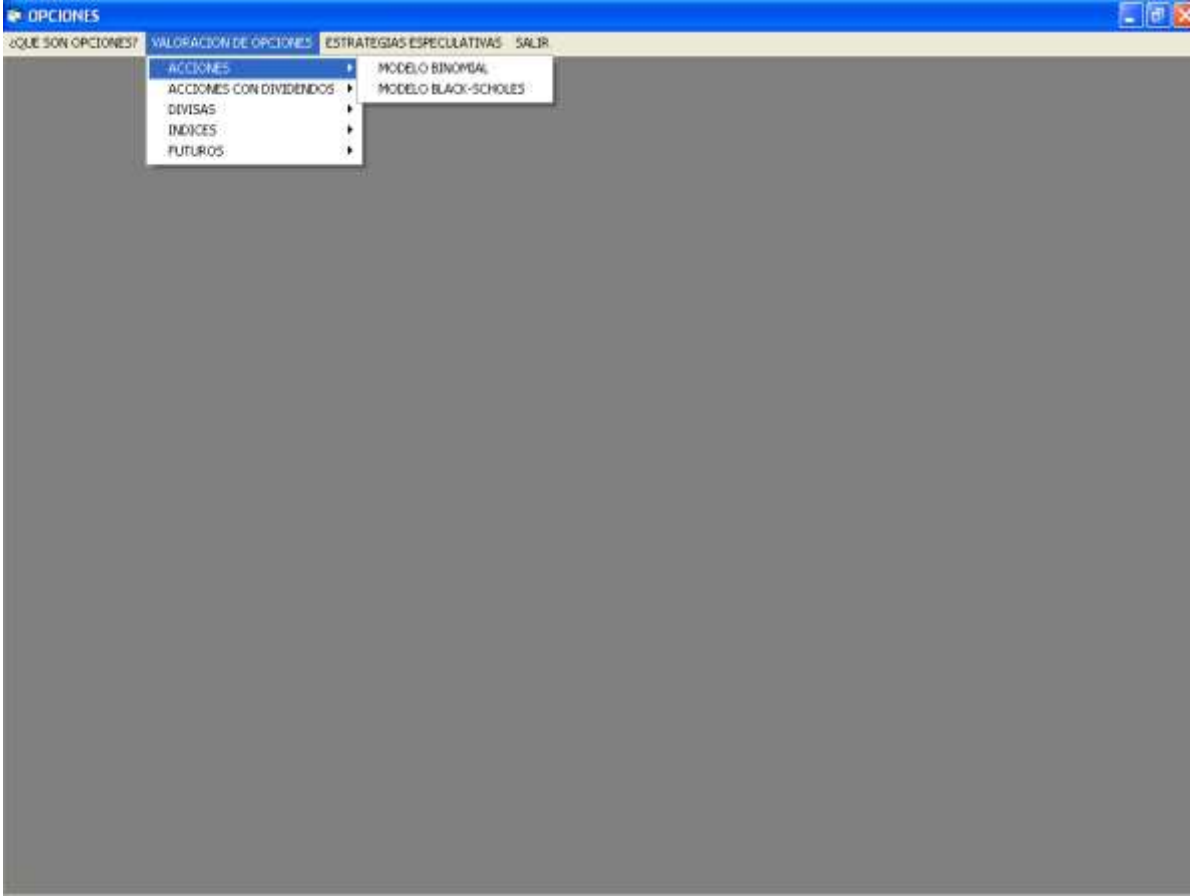 OPCIONES
¿QUE SON OPCIONES? VALORACION DE OPCIONES ESTRATEGIAS ESPECULATIVAS SALIR
ACCIONES MODELO BINOMIAL
ACCIONES CON DIVIDENDOS MODELO BLACK-SCHOLES
DIVISAS
INDICES
FUTUROS